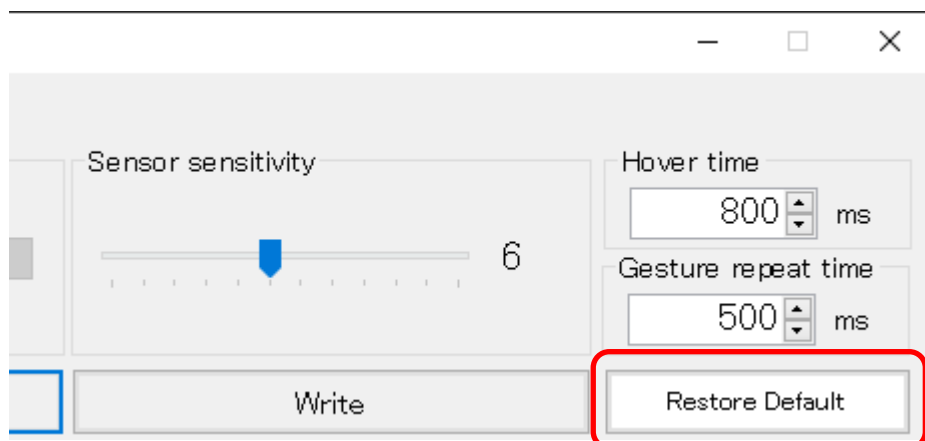 Sensor sensitivity
6
Hover time
800 ms
Gesture repeat time
500 ms
Write
Restore Default